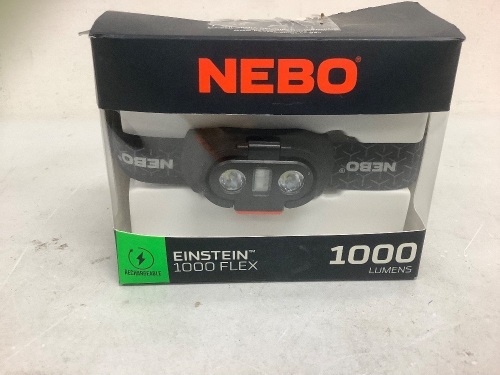 NEBO®
NEBO
NEBO®
EINSTEIN™
1000 FLEX
1000
LUMENS
RECHARGEABLE